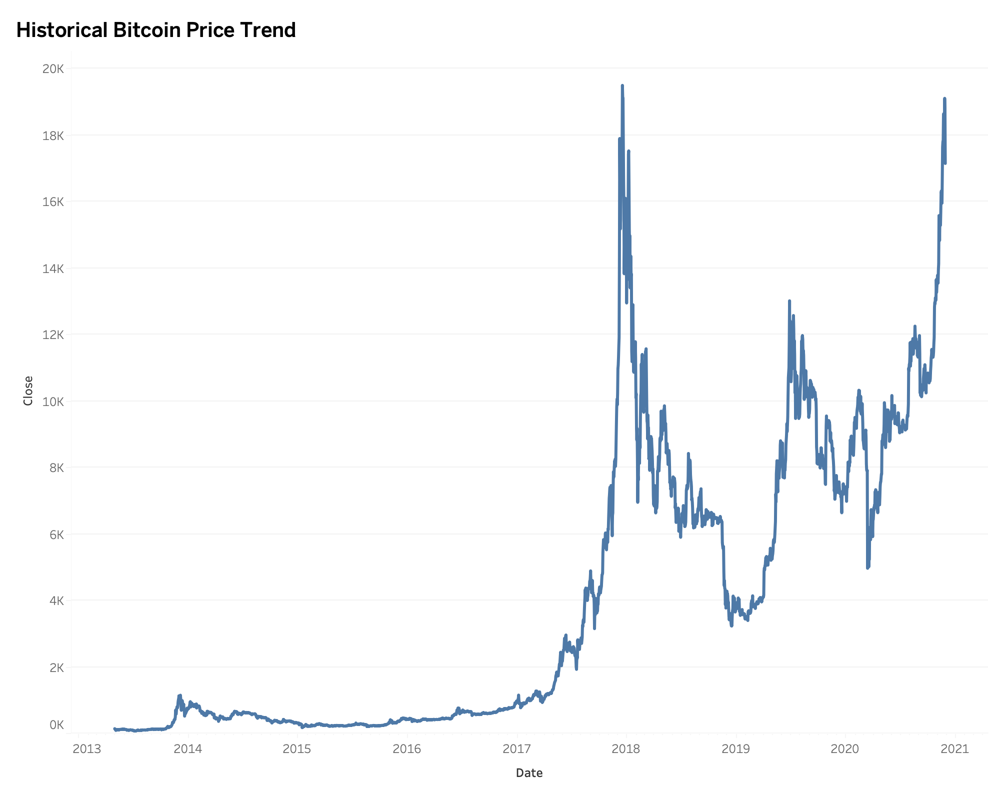 Historical Bitcoin Price Trend
20K
18K
16K
14K
12K
10K
8K
6K
4K
2K
0K
Close
2013 2014 2015 2016 2017 2018 2019 2020 2021
Date